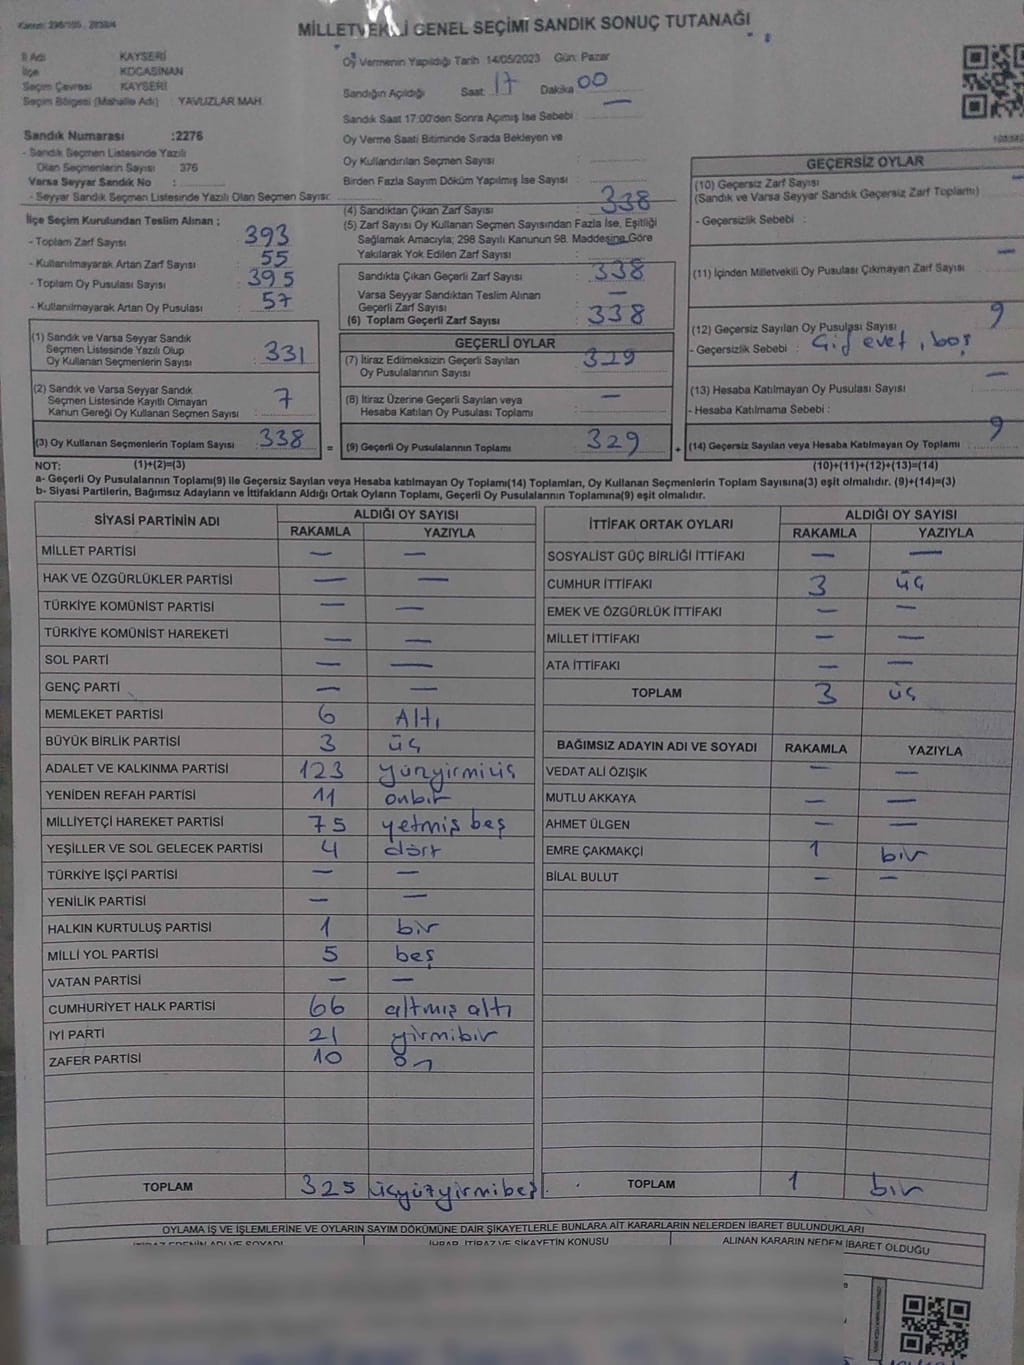 Kanun: 298/105 , 2839/4
MİLLETVEKİLİ GENEL SEÇİMİ SANDIK SONUÇ TUTANAĞI
İl Adı KAYSERİ
İlçe KOCASİNAN
Seçim Çevresi KAYSERİ
Seçim Bölgesi (Mahalle Adı) : YAVUZLAR MAH.
Sandık Numarası :2276
- Sandık Seçmen Listesinde Yazılı
Olan Seçmenlerin Sayısı 376
Varsa Seyyar Sandık No :
- Seyyar Sandık Seçmen Listesinde Yazılı Olan Seçmen Sayısı:
Oy Vermenin Yapıldığı Tarih 14/05/2023 Gün: Pazar
Sandığın Açıldığı Saat: 17 Dakika: 00
Sandık Saat 17:00'den Sonra Açımış İse Sebebi : —
Oy Verme Saati Bitiminde Sırada Bekleyen ve
Oy Kullandırılan Seçmen Sayısı
Birden Fazla Sayım Döküm Yapılmış İse Sayısı :
İlçe Seçim Kurulundan Teslim Alınan ;
- Toplam Zarf Sayısı : 393
- Kullanılmayarak Artan Zarf Sayısı : 55
- Toplam Oy Pusulası Sayısı : 395
- Kullanılmayarak Artan Oy Pusulası : 57
(1) Sandık ve Varsa Seyyar Sandık
Seçmen Listesinde Yazılı Olup
Oy Kullanan Seçmenlerin Sayısı : 331
(2) Sandık ve Varsa Seyyar Sandık
Seçmen Listesinde Kayıtlı Olmayan
Kanun Gereği Oy Kullanan Seçmen Sayısı : 7
(3) Oy Kullanan Seçmenlerin Toplam Sayısı : 338 =
(4) Sandıktan Çıkan Zarf Sayısı : 338
(5) Zarf Sayısı Oy Kullanan Seçmen Sayısından Fazla İse, Eşitliği
Sağlamak Amacıyla; 298 Sayılı Kanunun 98. Maddesine Göre
Yakılarak Yok Edilen Zarf Sayısı : —
Sandıkta Çıkan Geçerli Zarf Sayısı : 338
Varsa Seyyar Sandıktan Teslim Alınan
Geçerli Zarf Sayısı : —
(6) Toplam Geçerli Zarf Sayısı : 338
GEÇERLİ OYLAR
(7) İtiraz Edilmeksizin Geçerli Sayılan
Oy Pusulalarının Sayısı : 329
(8) İtiraz Üzerine Geçerli Sayılan veya
Hesaba Katılan Oy Pusulası Toplamı : —
(9) Geçerli Oy Pusulalarının Toplamı : 329 +
GEÇERSİZ OYLAR
(10) Geçersiz Zarf Sayısı
(Sandık ve Varsa Seyyar Sandık Geçersiz Zarf Toplamı) : —
- Geçersizlik Sebebi :
(11) İçinden Milletvekili Oy Pusulası Çıkmayan Zarf Sayısı : —
(12) Geçersiz Sayılan Oy Pusulası Sayısı : 9
- Geçersizlik Sebebi : evet , boş
(13) Hesaba Katılmayan Oy Pusulası Sayısı : —
- Hesaba Katılmama Sebebi :
(14) Geçersiz Sayılan veya Hesaba Katılmayan Oy Toplamı : 9
NOT: (1)+(2)=(3) (10)+(11)+(12)+(13)=(14)
a- Geçerli Oy Pusulalarının Toplamı(9) ile Geçersiz Sayılan veya Hesaba katılmayan Oy Toplamı(14) Toplamları, Oy Kullanan Seçmenlerin Toplam Sayısına(3) eşit olmalıdır. (9)+(14)=(3)
b- Siyasi Partilerin, Bağımsız Adayların ve İttifakların Aldığı Ortak Oyların Toplamı, Geçerli Oy Pusulalarının Toplamına(9) eşit olmalıdır.
SİYASİ PARTİNİN ADI ALDIĞI OY SAYISI
RAKAMLA YAZIYLA
MİLLET PARTİSİ — —
HAK VE ÖZGÜRLÜKLER PARTİSİ — —
TÜRKİYE KOMÜNİST PARTİSİ — —
TÜRKİYE KOMÜNİST HAREKETİ — —
SOL PARTİ — —
GENÇ PARTİ — —
MEMLEKET PARTİSİ 6 Altı
BÜYÜK BİRLİK PARTİSİ 3 üç
ADALET VE KALKINMA PARTİSİ 123 yüzyirmiüç
YENİDEN REFAH PARTİSİ 11 onbir
MİLLİYETÇİ HAREKET PARTİSİ 75 yetmiş beş
YEŞİLLER VE SOL GELECEK PARTİSİ 4 dört
TÜRKİYE İŞÇİ PARTİSİ — —
YENİLİK PARTİSİ — —
HALKIN KURTULUŞ PARTİSİ 1 bir
MİLLİ YOL PARTİSİ 5 beş
VATAN PARTİSİ — —
CUMHURİYET HALK PARTİSİ 66 altmış altı
İYİ PARTİ 21 yirmibir
ZAFER PARTİSİ 10 on
TOPLAM 325 üçyüzyirmibeş
İTTİFAK ORTAK OYLARI ALDIĞI OY SAYISI
RAKAMLA YAZIYLA
SOSYALİST GÜÇ BİRLİĞİ İTTİFAKI — —
CUMHUR İTTİFAKI 3 üç
EMEK VE ÖZGÜRLÜK İTTİFAKI — —
MİLLET İTTİFAKI — —
ATA İTTİFAKI — —
TOPLAM 3 üç
BAĞIMSIZ ADAYIN ADI VE SOYADI RAKAMLA YAZIYLA
VEDAT ALİ ÖZIŞIK — —
MUTLU AKKAYA — —
AHMET ÜLGEN — —
EMRE ÇAKMAKÇİ 1 bir
BİLAL BULUT — —
TOPLAM 1 bir
OYLAMA İŞ VE İŞLEMLERİNE VE OYLARIN SAYIM DÖKÜMÜNE DAİR ŞİKAYETLERLE BUNLARA AİT KARARLARIN NELERDEN İBARET BULUNDUKLARI
İTİRAZ EDENİN ADI VE SOYADI İHBAR, İTİRAZ VE ŞİKAYETİN KONUSU ALINAN KARARIN NEDEN İBARET OLDUĞU